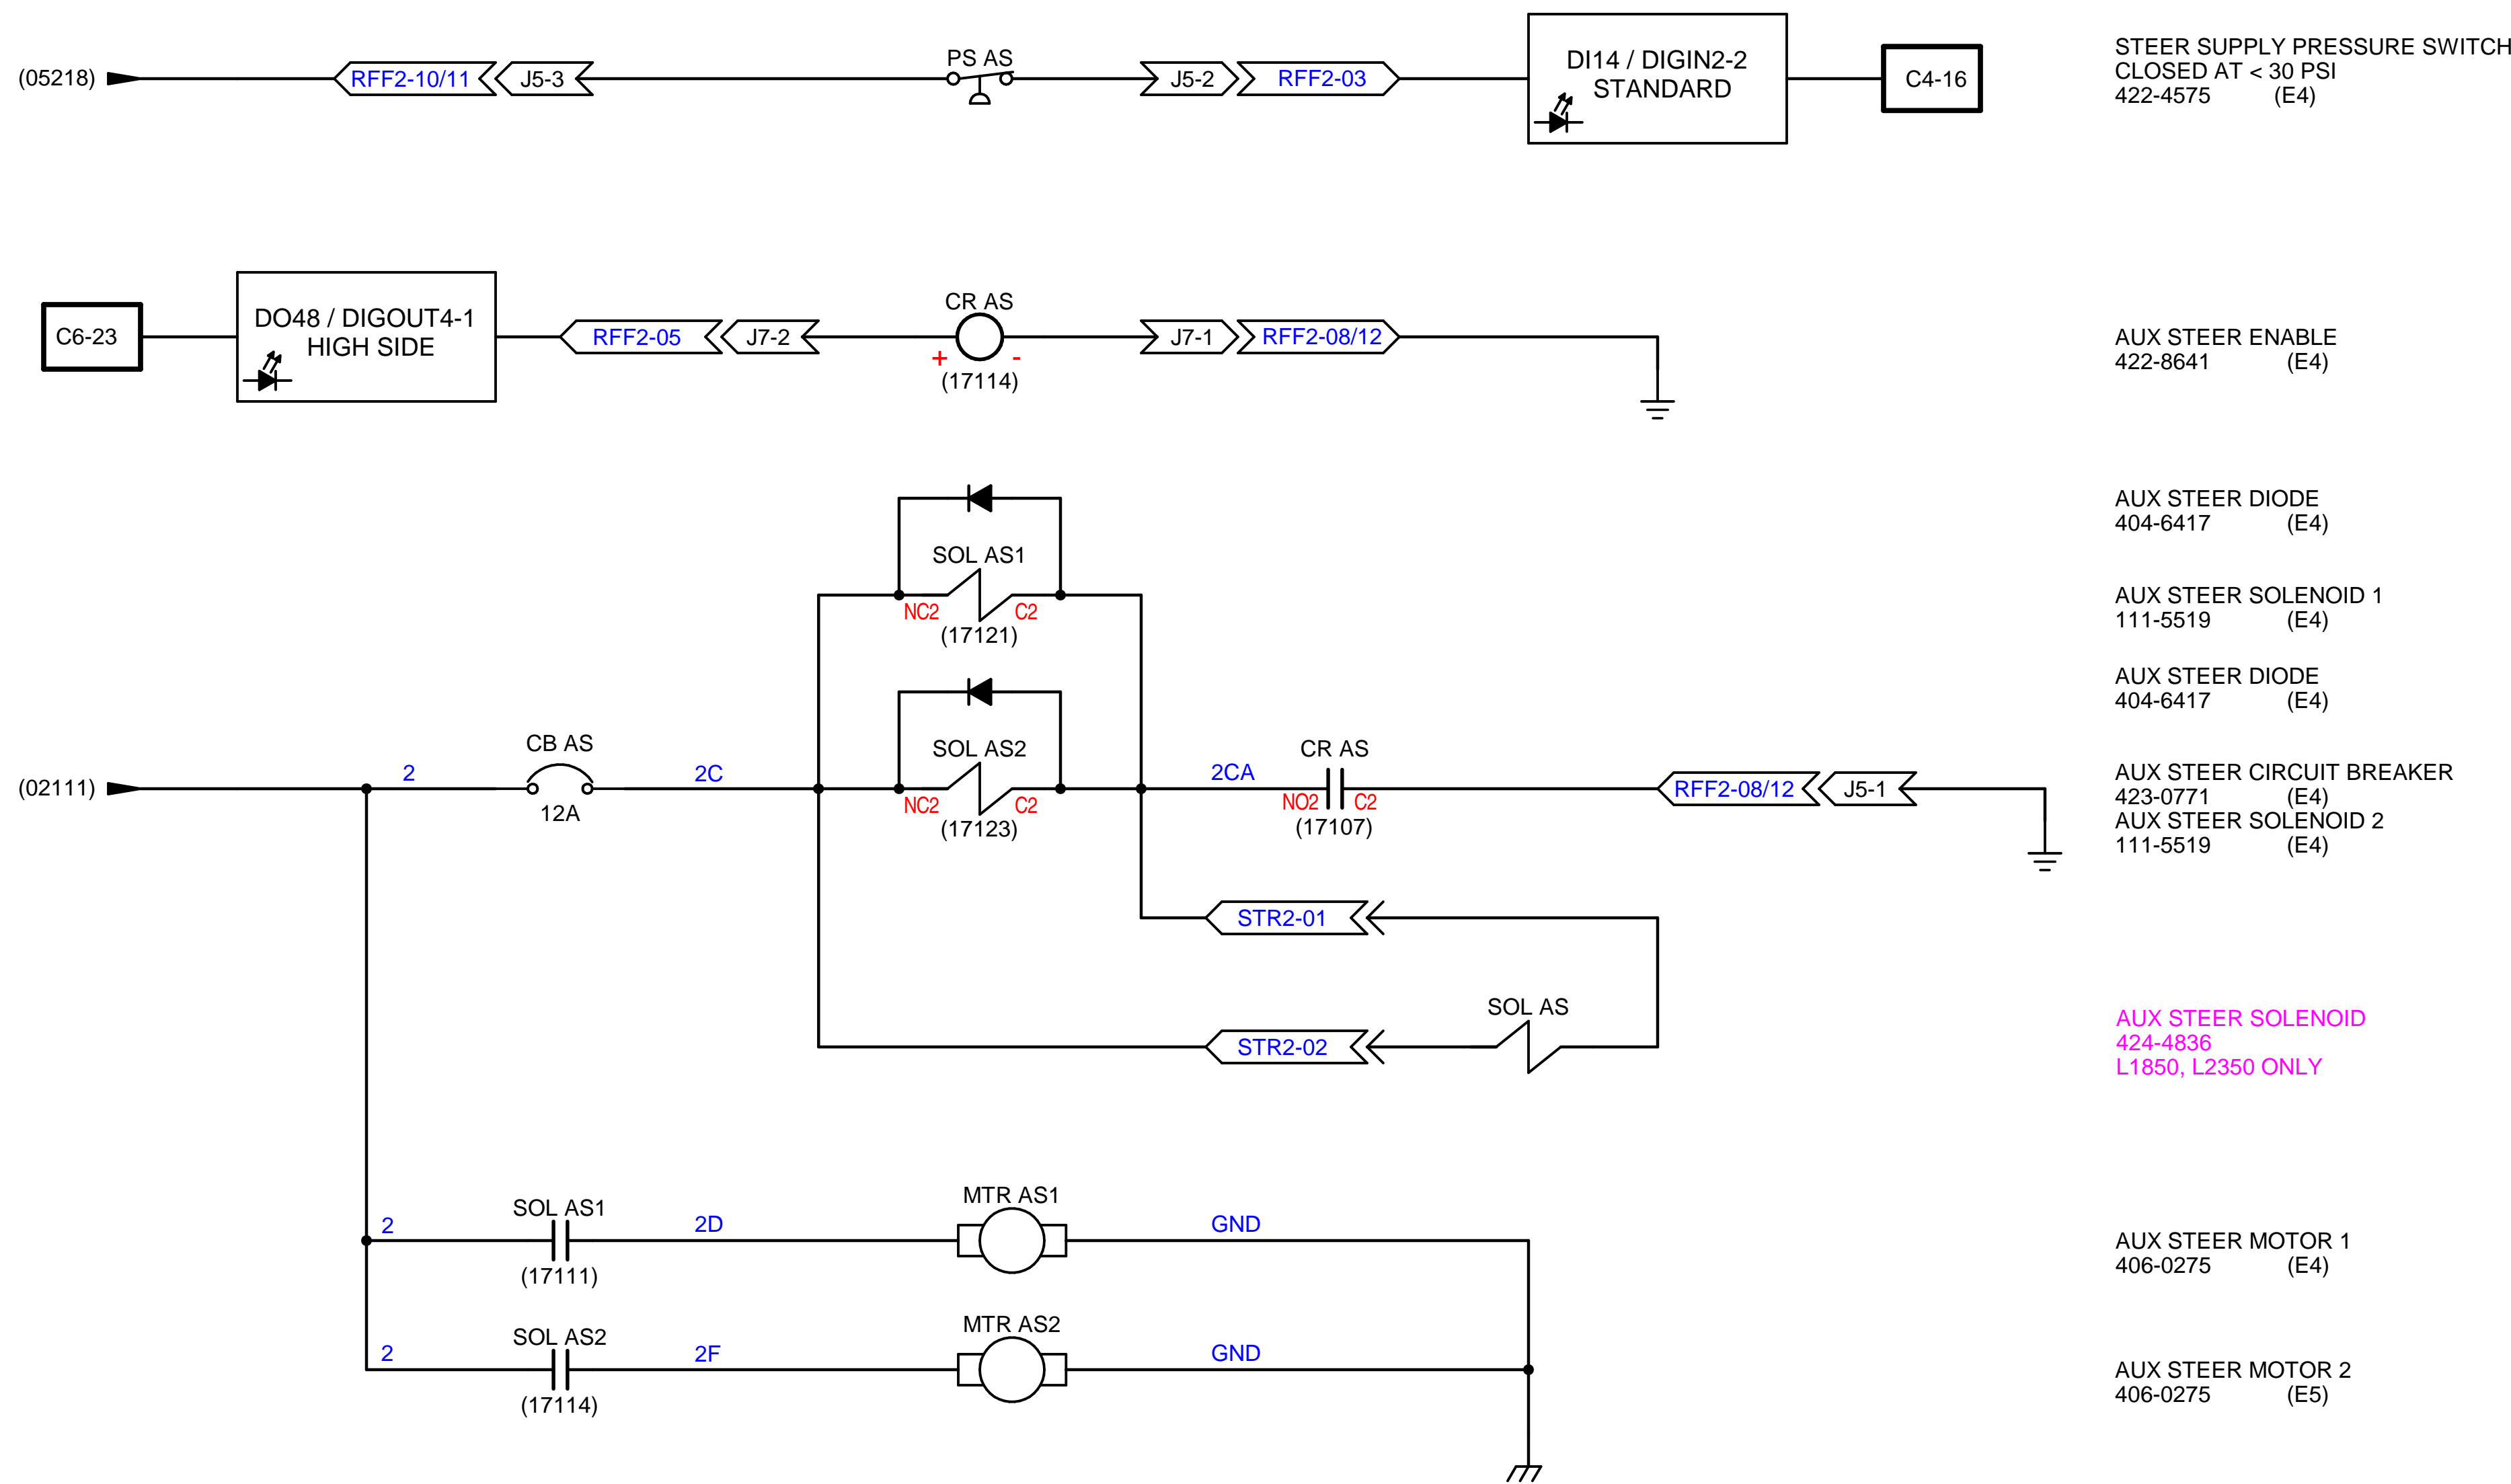 (05218)
RFF2-10/11
J5-3
PS AS
J5-2
RFF2-03
DI14 / DIGIN2-2
STANDARD
C4-16
STEER SUPPLY PRESSURE SWITCH
CLOSED AT < 30 PSI
422-4575 (E4)
C6-23
DO48 / DIGOUT4-1
HIGH SIDE
RFF2-05
J7-2
CR AS
+ -
(17114)
J7-1
RFF2-08/12
AUX STEER ENABLE
422-8641 (E4)
AUX STEER DIODE
404-6417 (E4)
SOL AS1
NC2 C2
(17121)
AUX STEER SOLENOID 1
111-5519 (E4)
AUX STEER DIODE
404-6417 (E4)
(02111)
2
CB AS
12A
2C
SOL AS2
NC2 C2
(17123)
2CA
CR AS
NO2 C2
(17107)
RFF2-08/12
J5-1
AUX STEER CIRCUIT BREAKER
423-0771 (E4)
AUX STEER SOLENOID 2
111-5519 (E4)
STR2-01
STR2-02
SOL AS
AUX STEER SOLENOID
424-4836
L1850, L2350 ONLY
2
SOL AS1
(17111)
2D
MTR AS1
GND
AUX STEER MOTOR 1
406-0275 (E4)
2
SOL AS2
(17114)
2F
MTR AS2
GND
AUX STEER MOTOR 2
406-0275 (E5)